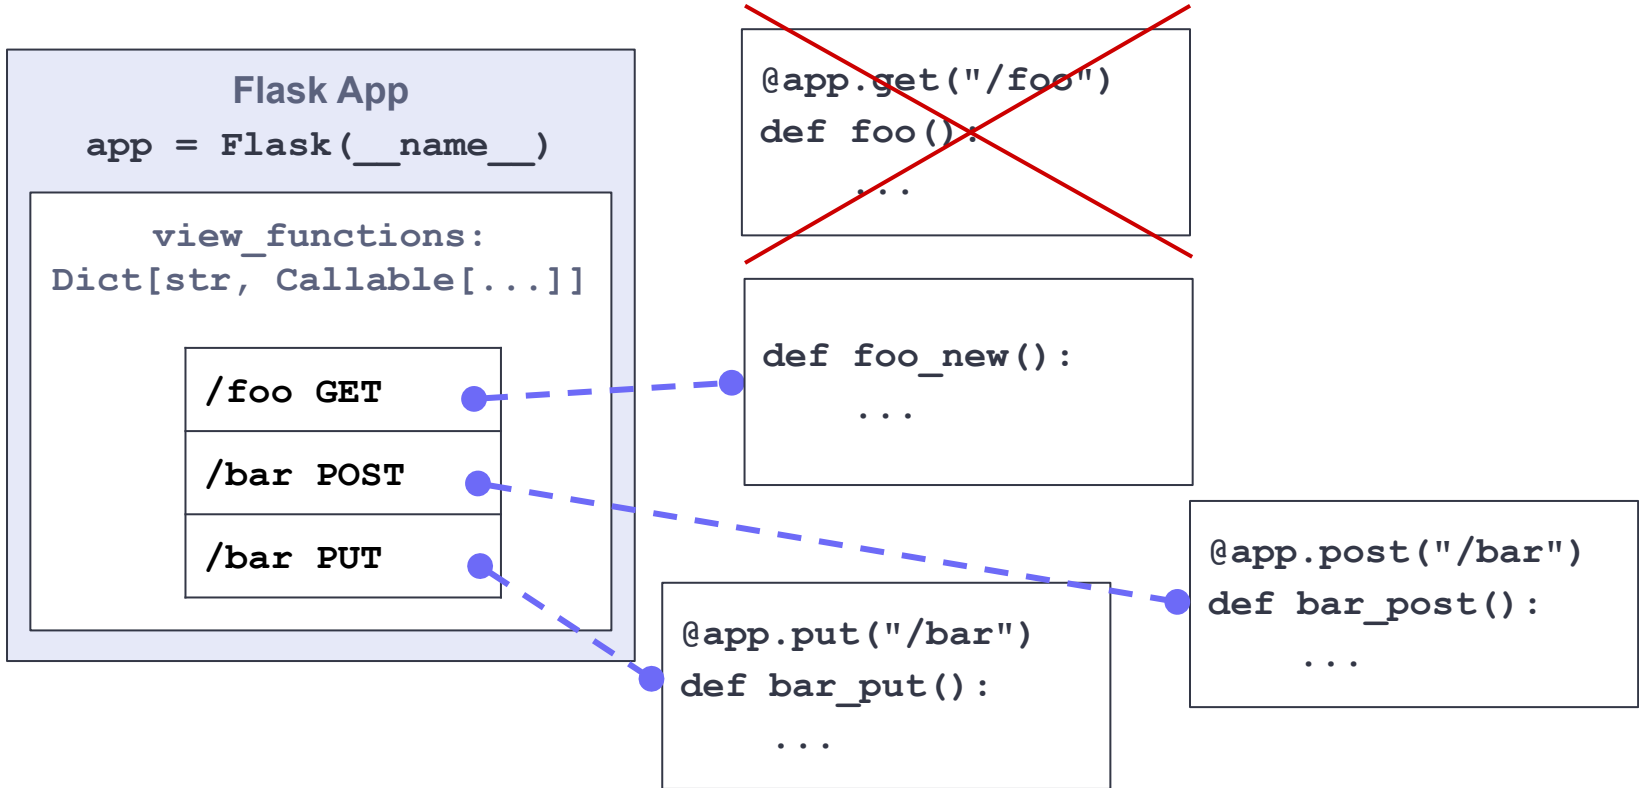 Flask App
app = Flask(__name__)
view_functions:
Dict[str, Callable[...]]
/foo GET
/bar POST
/bar PUT
@app.get("/foo")
def foo():
...
def foo_new():
...
@app.post("/bar")
def bar_post():
...
@app.put("/bar")
def bar_put():
...